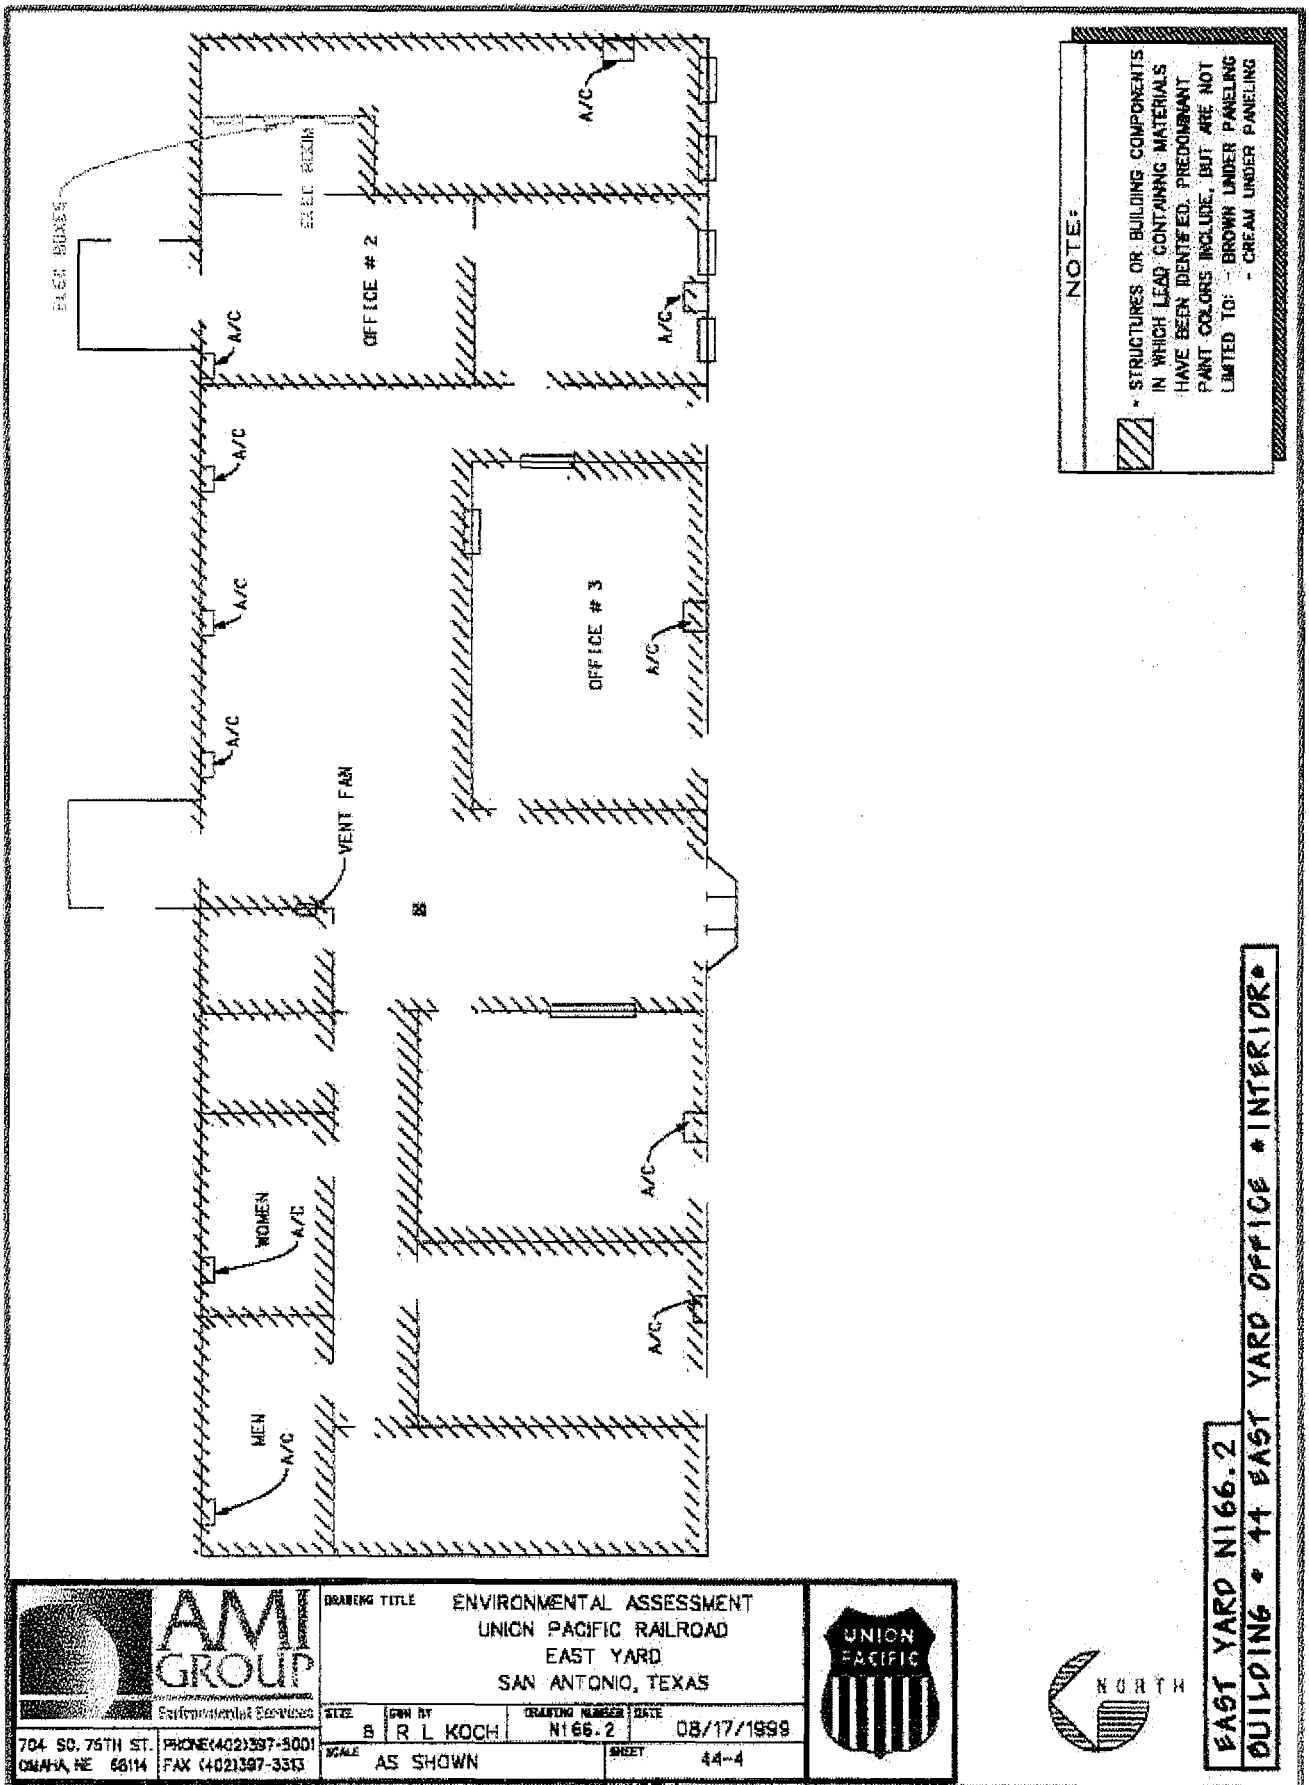 ELEC BOXES
ELEC ROOM
OFFICE # 2
A/C
A/C
A/C
A/C
A/C
A/C
VENT FAN
OFFICE # 3
A/C
WOMEN
A/C
A/C
A/C
MEN
A/C
NOTE:
* STRUCTURES OR BUILDING COMPONENTS
IN WHICH LEAD CONTAINING MATERIALS
HAVE BEEN IDENTIFIED. PREDOMINANT
PAINT COLORS INCLUDE, BUT ARE NOT
LIMITED TO: - BROWN UNDER PANELING
- CREAM UNDER PANELING
AMI
GROUP
Environmental Services
704 SO. 75TH ST.
OMAHA, NE 68114
PHONE(402)397-5001
FAX (402)397-3313
DRAWING TITLE
ENVIRONMENTAL ASSESSMENT
UNION PACIFIC RAILROAD
EAST YARD
SAN ANTONIO, TEXAS
SIZE
B
DWN BY
R L KOCH
DRAWING NUMBER
N166.2
DATE
08/17/1999
SCALE
AS SHOWN
SHEET
44-4
UNION
PACIFIC
NORTH
EAST YARD N166.2
BUILDING * 44 EAST YARD OFFICE *INTERIOR*